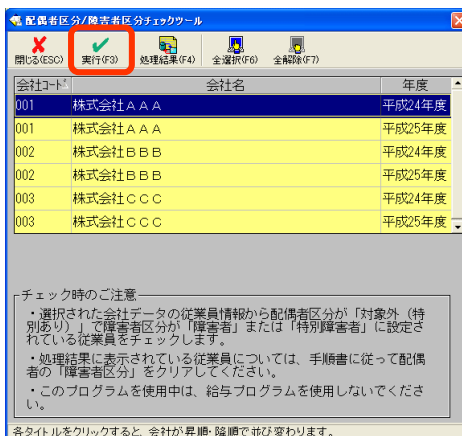 配偶者区分/障害者区分チェックツール
閉じる(ESC) 実行(F3) 処理結果(F4) 全選択(F6) 全解除(F7)
会社コード 会社名 年度
001 株式会社AAA 平成24年度
001 株式会社AAA 平成25年度
002 株式会社BBB 平成24年度
002 株式会社BBB 平成25年度
003 株式会社CCC 平成24年度
003 株式会社CCC 平成25年度
チェック時のご注意
・選択された会社データの従業員情報から配偶者区分が「対象外（特
別あり）」で障害者区分が「障害者」または「特別障害者」に設定さ
れている従業員をチェックします。
・処理結果に表示されている従業員については、手順書に従って配偶
者の「障害者区分」をクリアしてください。
・このプログラムを使用中は、給与プログラムを使用しないでくださ
い。
各タイトルをクリックすると、会社が昇順・降順で並び変わります。